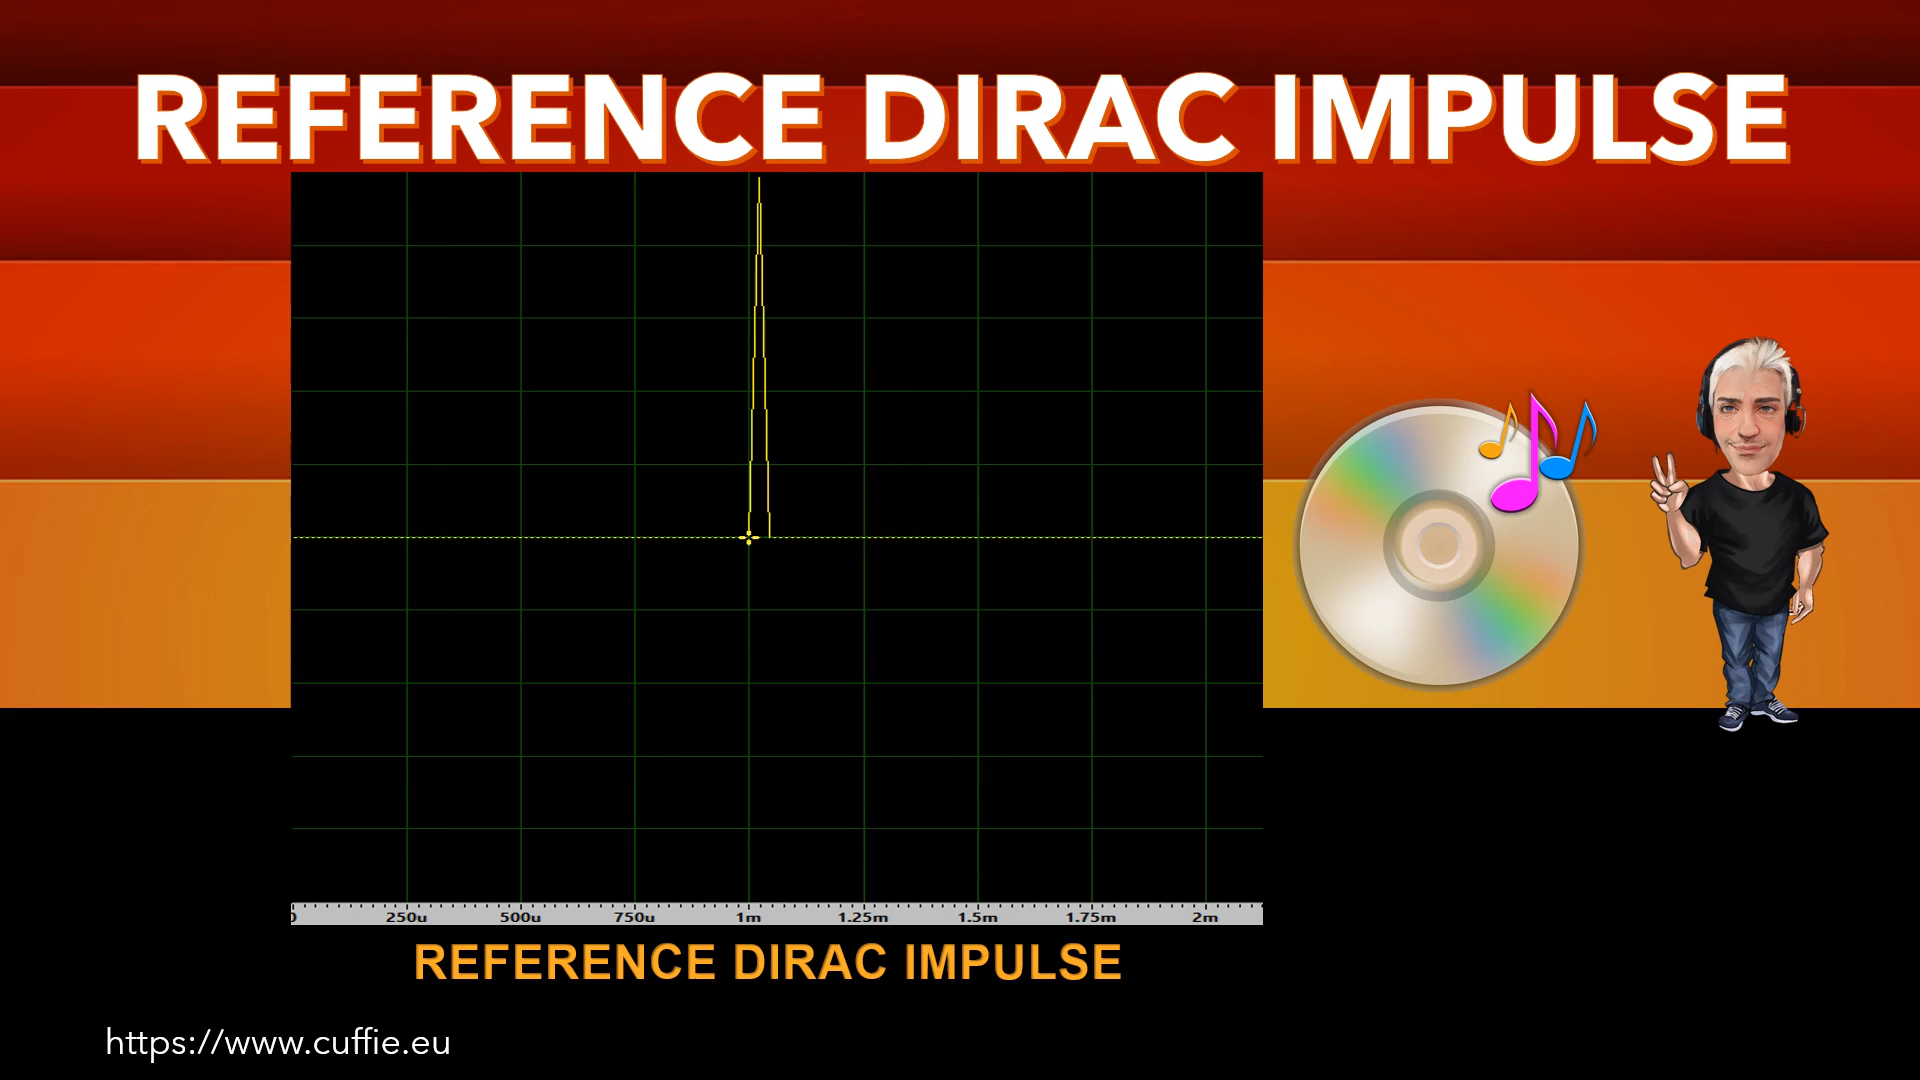 REFERENCE DIRAC IMPULSE
0 250u 500u 750u 1m 1.25m 1.5m 1.75m 2m
REFERENCE DIRAC IMPULSE
https://www.cuffie.eu